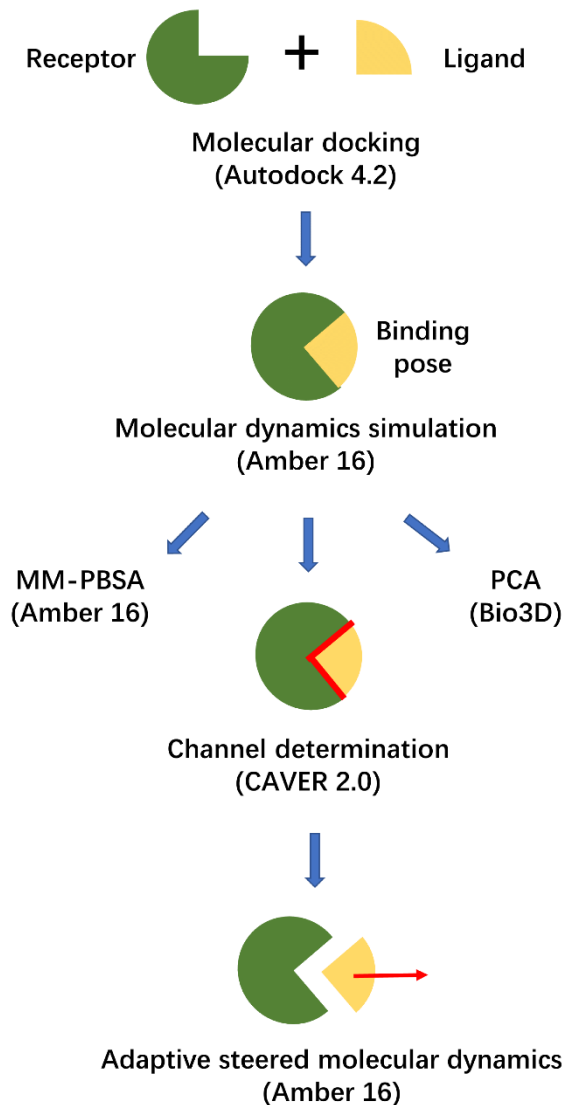 Receptor + Ligand
Molecular docking
(Autodock 4.2)
Binding
pose
Molecular dynamics simulation
(Amber 16)
MM-PBSA
(Amber 16)
PCA
(Bio3D)
Channel determination
(CAVER 2.0)
Adaptive steered molecular dynamics
(Amber 16)